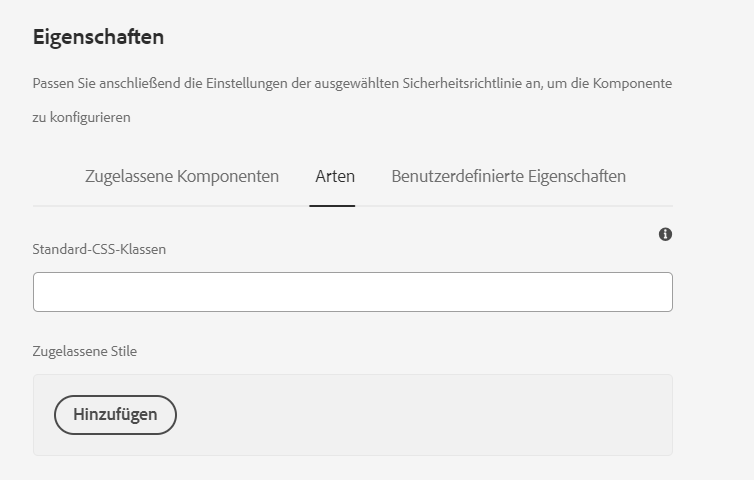 Eigenschaften
Passen Sie anschließend die Einstellungen der ausgewählten Sicherheitsrichtlinie an, um die Komponente
zu konfigurieren
Zugelassene Komponenten Arten Benutzerdefinierte Eigenschaften
Standard-CSS-Klassen
Zugelassene Stile
Hinzufügen